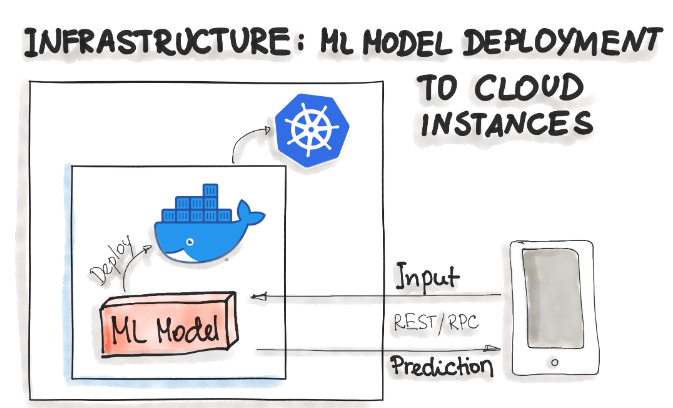 INFRASTRUCTURE: ML MODEL DEPLOYMENT
TO CLOUD
INSTANCES
Deploy
ML Model
Input
REST/RPC
Prediction